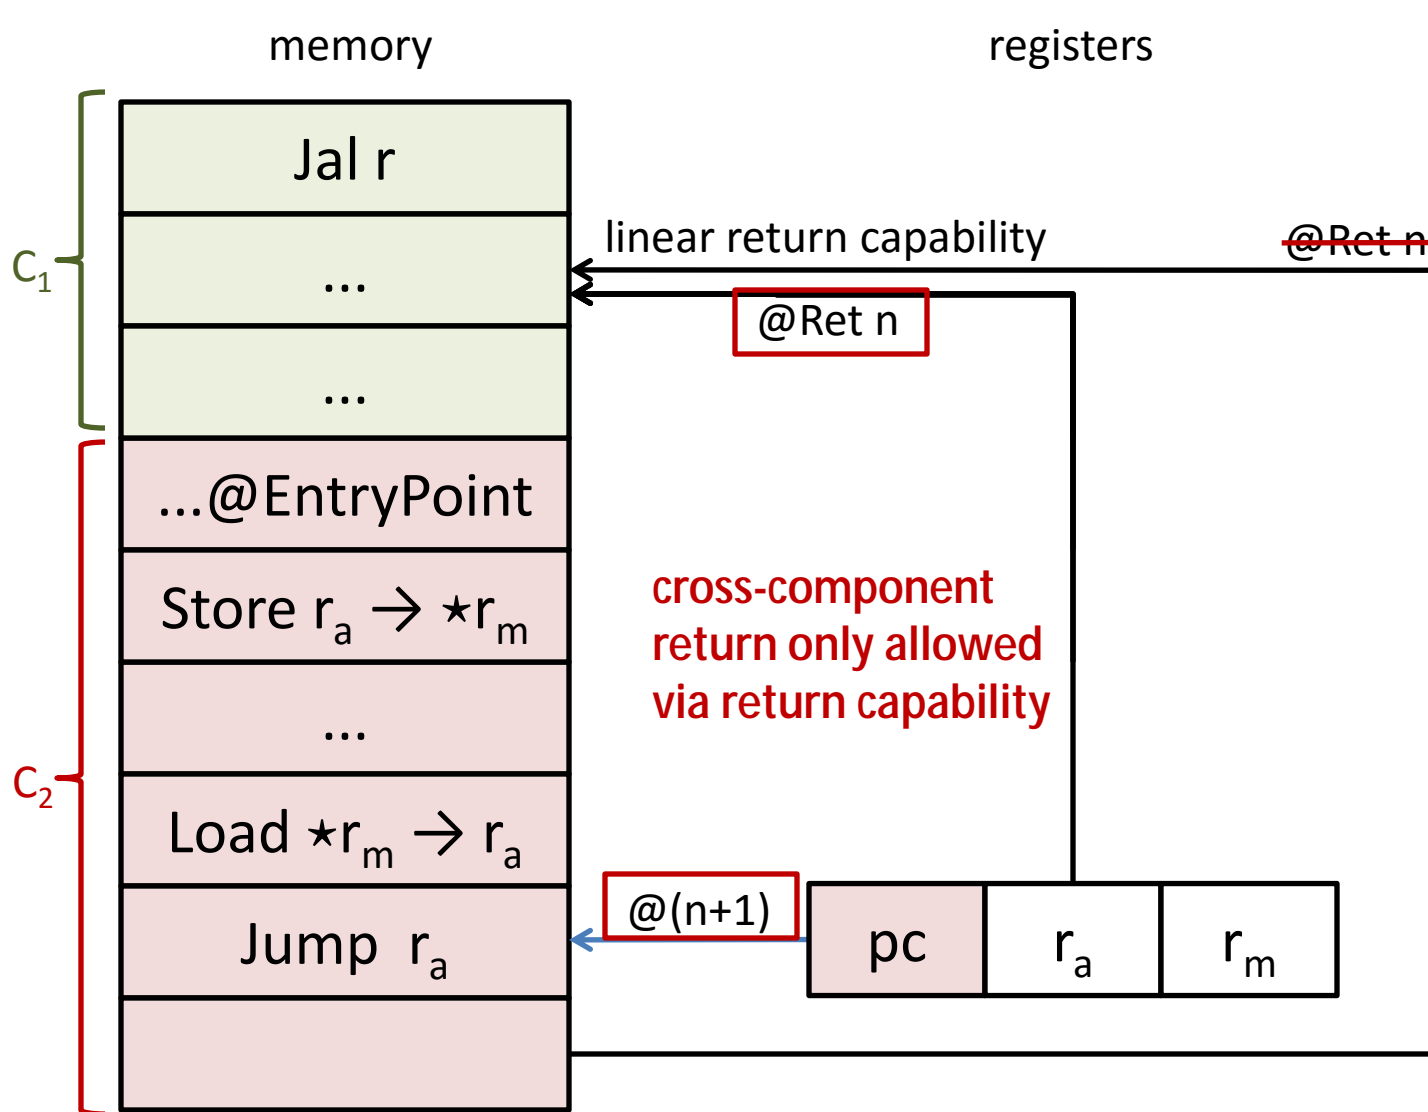 memory
registers
Jal r
linear return capability
@Ret n
C1
...
@Ret n
...
...@EntryPoint
cross-component
Store ra → ★rm
return only allowed
via return capability
...
C2
Load ★rm → ra
@(n+1)
Jump ra
pc
ra
rm